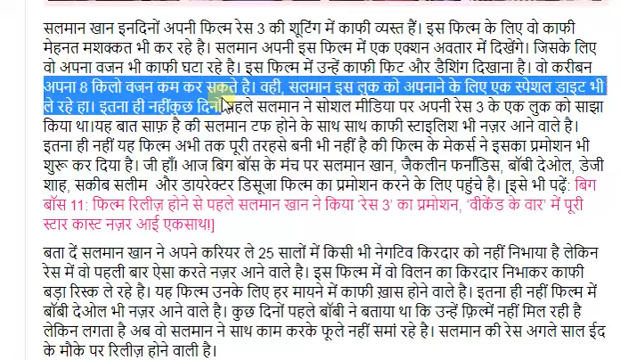 सलमान खान इनदिनों अपनी फिल्म रेस 3 की शूटिंग में काफी व्यस्त हैं। इस फिल्म के लिए वो काफी
मेहनत मशक्कत भी कर रहे है। सलमान अपनी इस फिल्म में एक एक्शन अवतार में दिखेंगे। जिसके लिए
वो अपना वजन भी काफी घटा रहे है। इस फिल्म में उन्हें काफी फिट और डैशिंग दिखाना है। वो करीबन
अपना 8 किलो वजन कम कर सकते है। वही, सलमान इस लुक को अपनाने के लिए एक स्पेशल डाइट भी
ले रहे हा। इतना ही नहींकुछ दिनों पहले सलमान ने सोशल मीडिया पर अपनी रेस 3 के एक लुक को साझा
किया था।यह बात साफ़ है की सलमान टफ होने के साथ साथ काफी स्टाइलिश भी नज़र आने वाले है।
इतना ही नहीं यह फिल्म अभी तक पूरी तरहसे बनी भी नहीं है की फिल्म के मेकर्स ने इसका प्रमोशन भी
शुरू कर दिया है। जी हाँ! आज बिग बॉस के मंच पर सलमान खान, जैकलीन फर्नांडिस, बॉबी देओल, डेजी
शाह, सकीब सलीम और डायरेक्टर डिसूजा फिल्म का प्रमोशन करने के लिए पहुंचे है। [इसे भी पढ़ें: बिग
बॉस 11: फिल्म रिलीज़ होने से पहले सलमान खान ने किया 'रेस 3' का प्रमोशन, 'वीकेंड के वार' में पूरी
स्टार कास्ट नज़र आई एकसाथ!]
बता दें सलमान खान ने अपने करियर ले 25 सालों में किसी भी नेगटिव किरदार को नहीं निभाया है लेकिन
रेस में वो पहली बार ऐसा करते नज़र आने वाले है। इस फिल्म में वो विलन का किरदार निभाकर काफी
बड़ा रिस्क ले रहे है। यह फिल्म उनके लिए हर मायने में काफी ख़ास होने वाले है। इतना ही नहीं फिल्म में
बॉबी देओल भी नज़र आने वाले है। कुछ दिनों पहले बॉबी ने बताया था कि उन्हें फ़िल्में नहीं मिल रही है
लेकिन लगता है अब वो सलमान ने साथ काम करके फूले नहीं समां रहे है। सलमान की रेस अगले साल ईद
के मौके पर रिलीज़ होने वाली है।